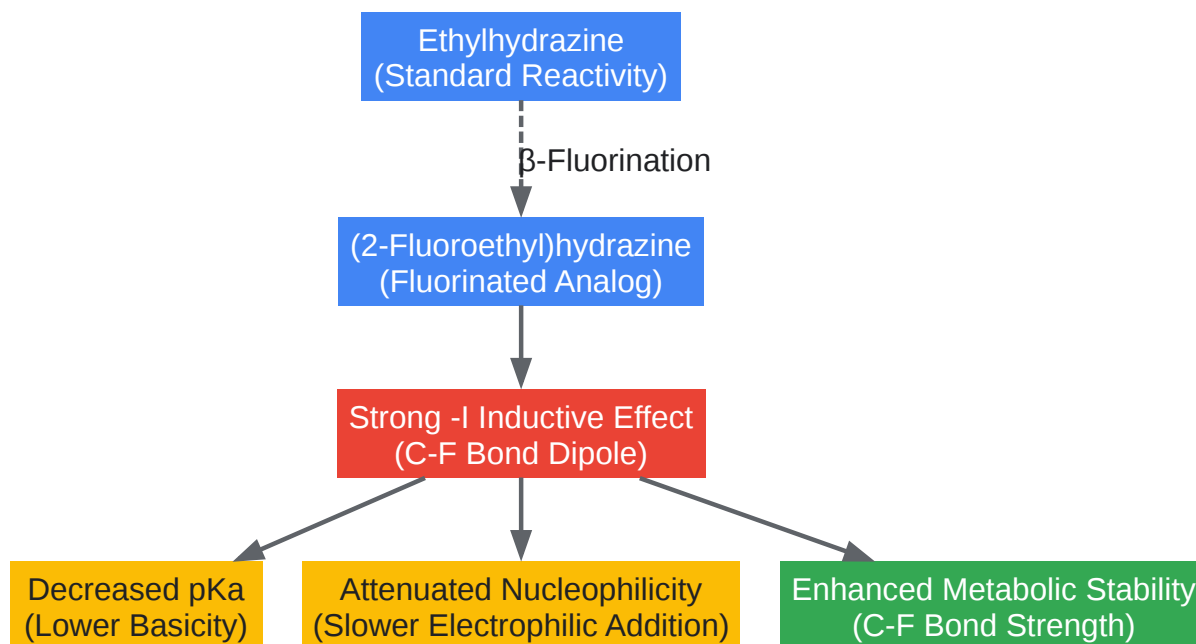 Ethylhydrazine
(Standard Reactivity)
β-Fluorination
(2-Fluoroethyl)hydrazine
(Fluorinated Analog)
Strong -I Inductive Effect
(C-F Bond Dipole)
Decreased pKa
(Lower Basicity)
Attenuated Nucleophilicity
(Slower Electrophilic Addition)
Enhanced Metabolic Stability
(C-F Bond Strength)